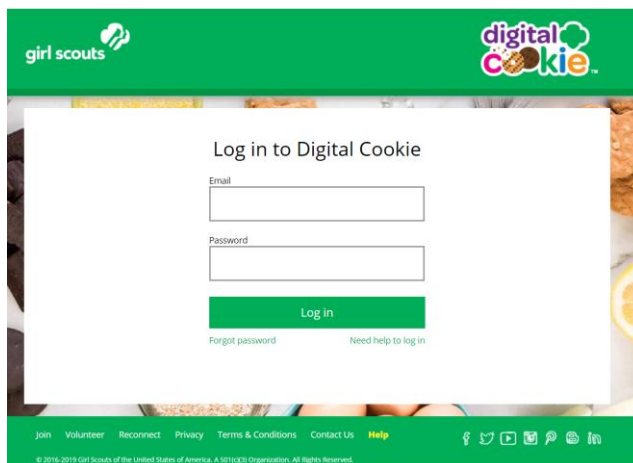 girl scouts
digital
cookie™
Log in to Digital Cookie
Email
Password
Log in
Forgot password Need help to log in
Join Volunteer Reconnect Privacy Terms & Conditions Contact Us Help
© 2016-2019 Girl Scouts of the United States of America. A 501(c)(3) Organization. All Rights Reserved.